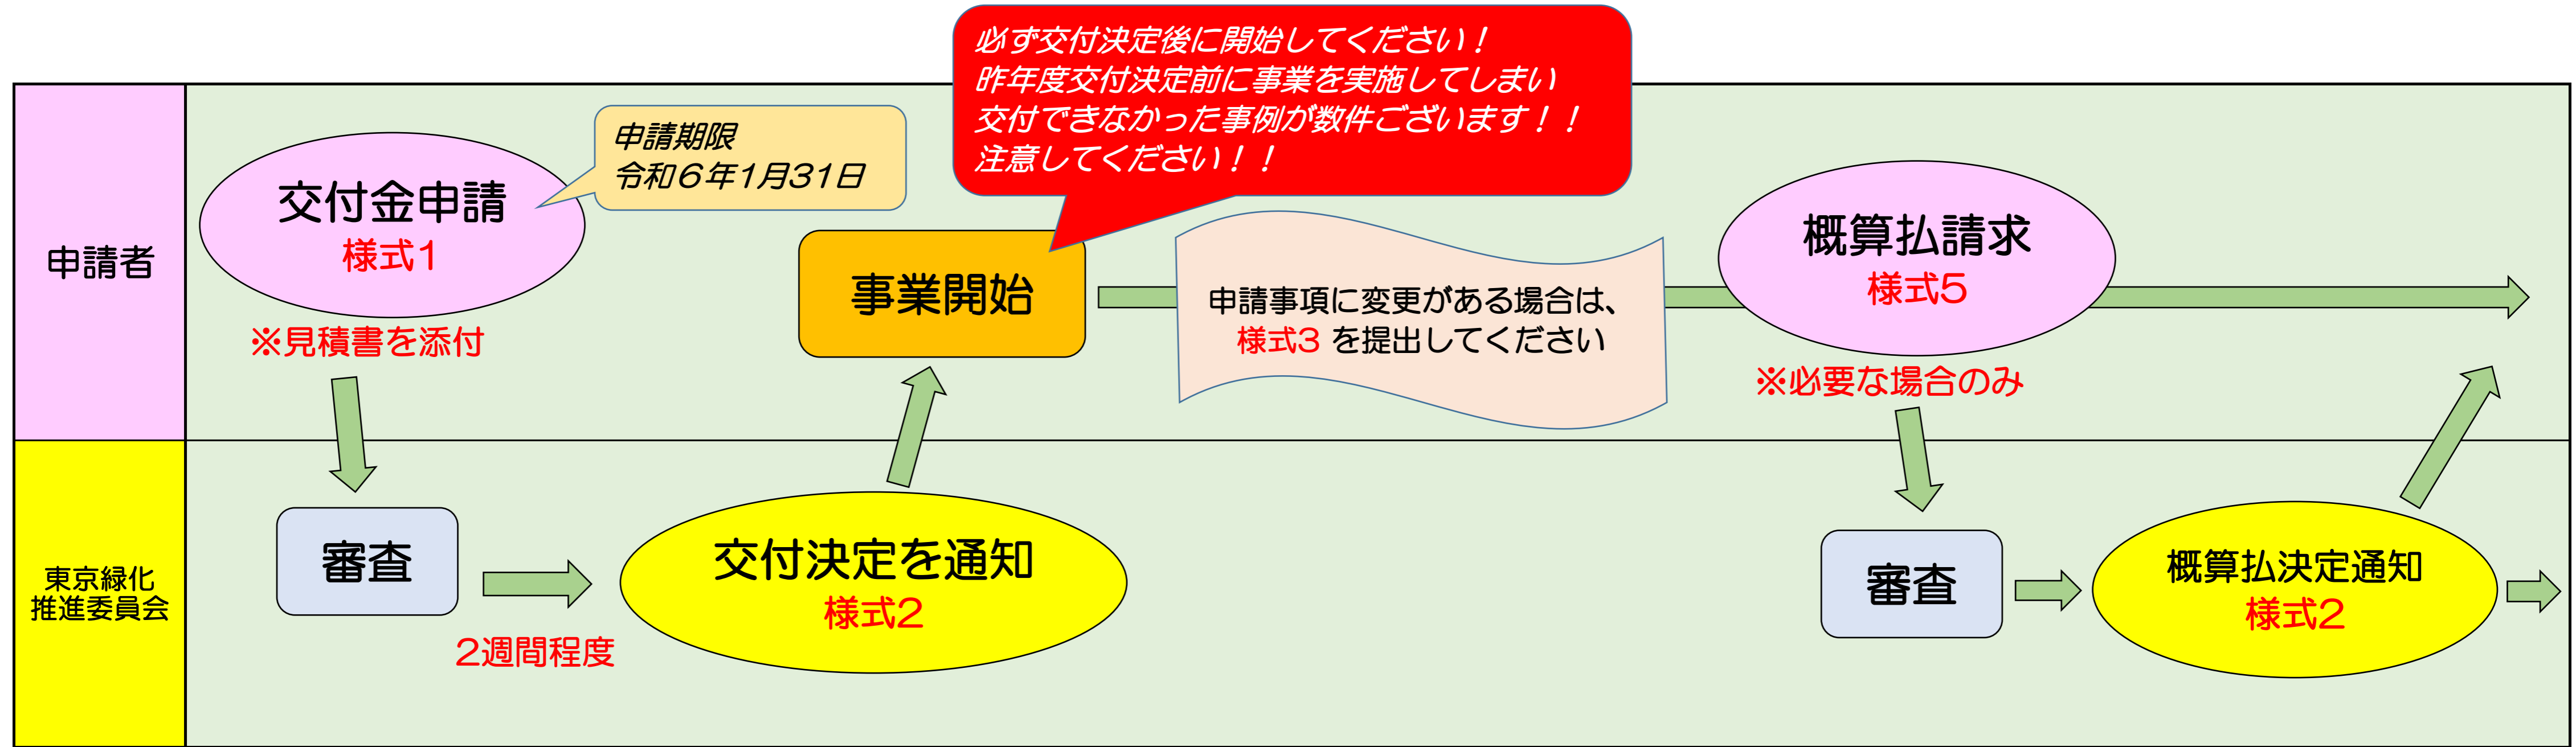 必ず交付決定後に開始してください！
昨年度交付決定前に事業を実施してしまい
交付できなかった事例が数件ございます！！
注意してください！！
申請者
交付金申請
様式1
※見積書を添付
申請期限
令和６年1月31日
事業開始
申請事項に変更がある場合は、
様式3 を提出してください
概算払請求
様式5
※必要な場合のみ
東京緑化
推進委員会
審査
2週間程度
交付決定を通知
様式2
審査
概算払決定通知
様式2